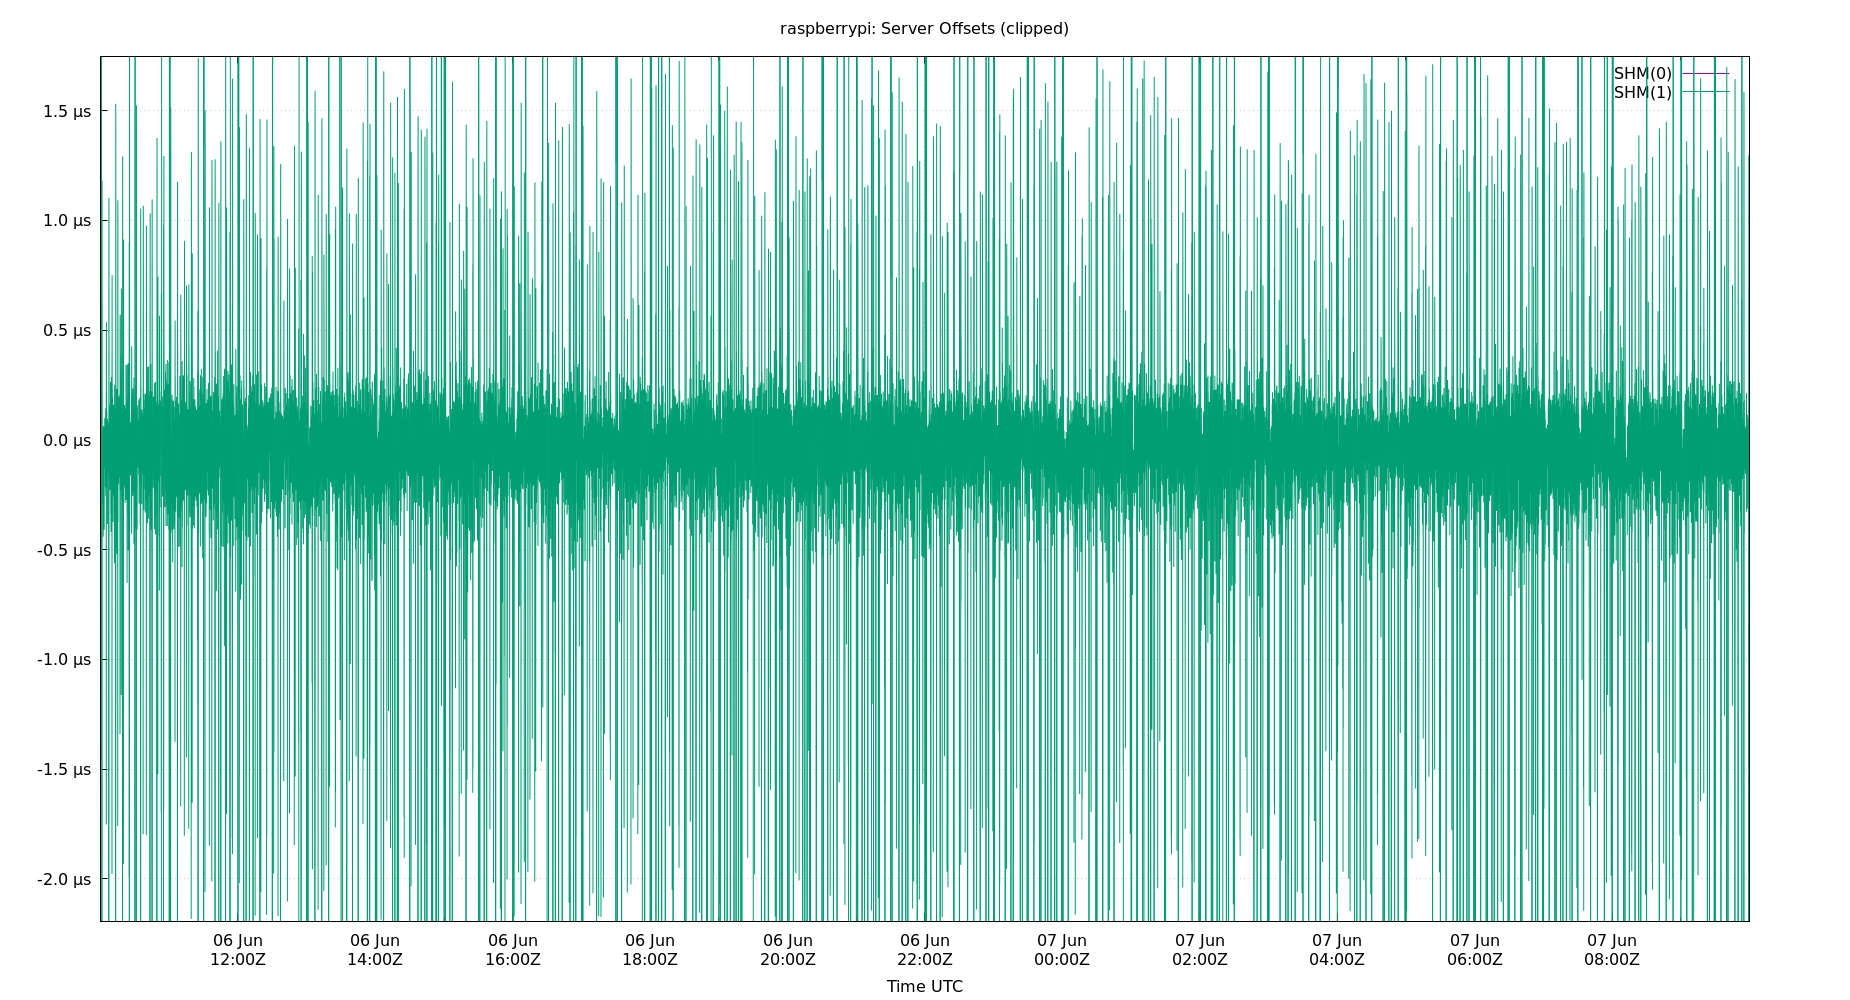 raspberrypi: Server Offsets (clipped)
SHM(0)
SHM(1)
1.5 µs
1.0 µs
0.5 µs
0.0 µs
-0.5 µs
-1.0 µs
-1.5 µs
-2.0 µs
06 Jun 06 Jun 06 Jun 06 Jun 06 Jun 06 Jun 07 Jun 07 Jun 07 Jun 07 Jun 07 Jun
12:00Z 14:00Z 16:00Z 18:00Z 20:00Z 22:00Z 00:00Z 02:00Z 04:00Z 06:00Z 08:00Z
Time UTC